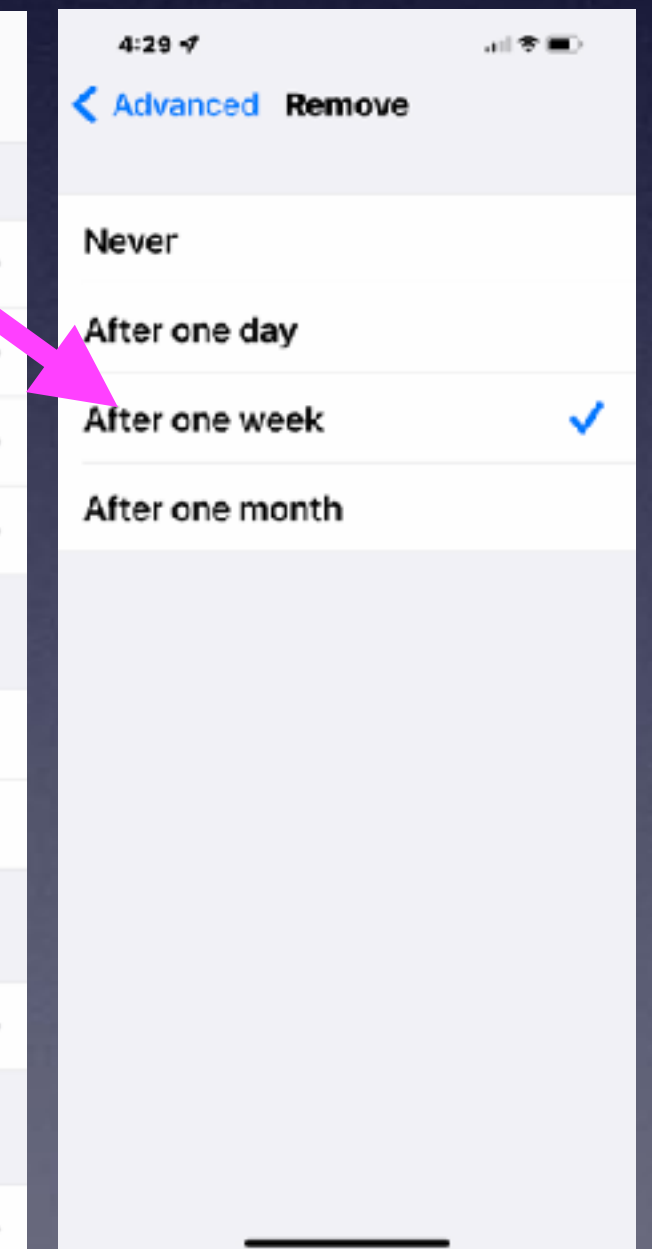 4:29
Advanced Remove
Never
After one day
After one week
After one month